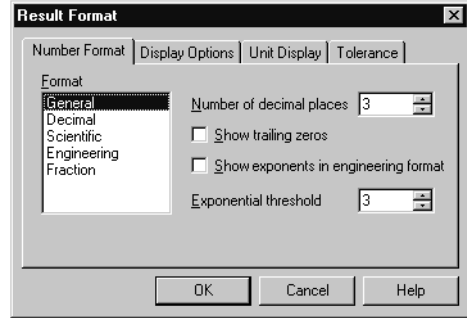 Result Format
Number Format Display Options Unit Display Tolerance
Format
General
Decimal
Scientific
Engineering
Fraction
Number of decimal places 3
Show trailing zeros
Show exponents in engineering format
Exponential threshold 3
OK Cancel Help